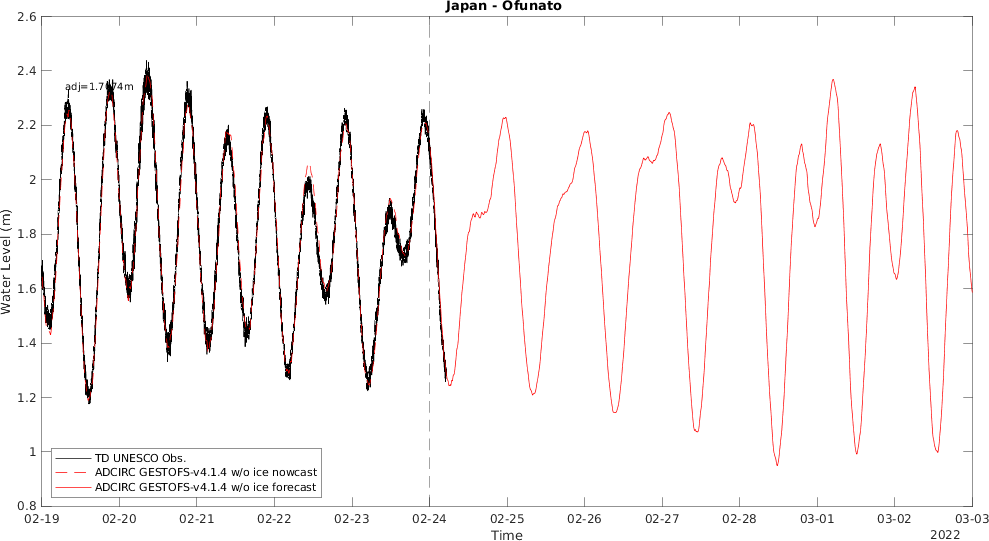 Japan - Ofunato
2.6
2.4
2.2
2
1.8
1.6
1.4
1.2
1
0.8
Water Level (m)
TD UNESCO Obs.
ADCIRC GESTOFS-v4.1.4 w/o ice nowcast
ADCIRC GESTOFS-v4.1.4 w/o ice forecast
02-19 02-20 02-21 02-22 02-23 02-24 02-25 02-26 02-27 02-28 03-01 03-02 03-03
Time
2022